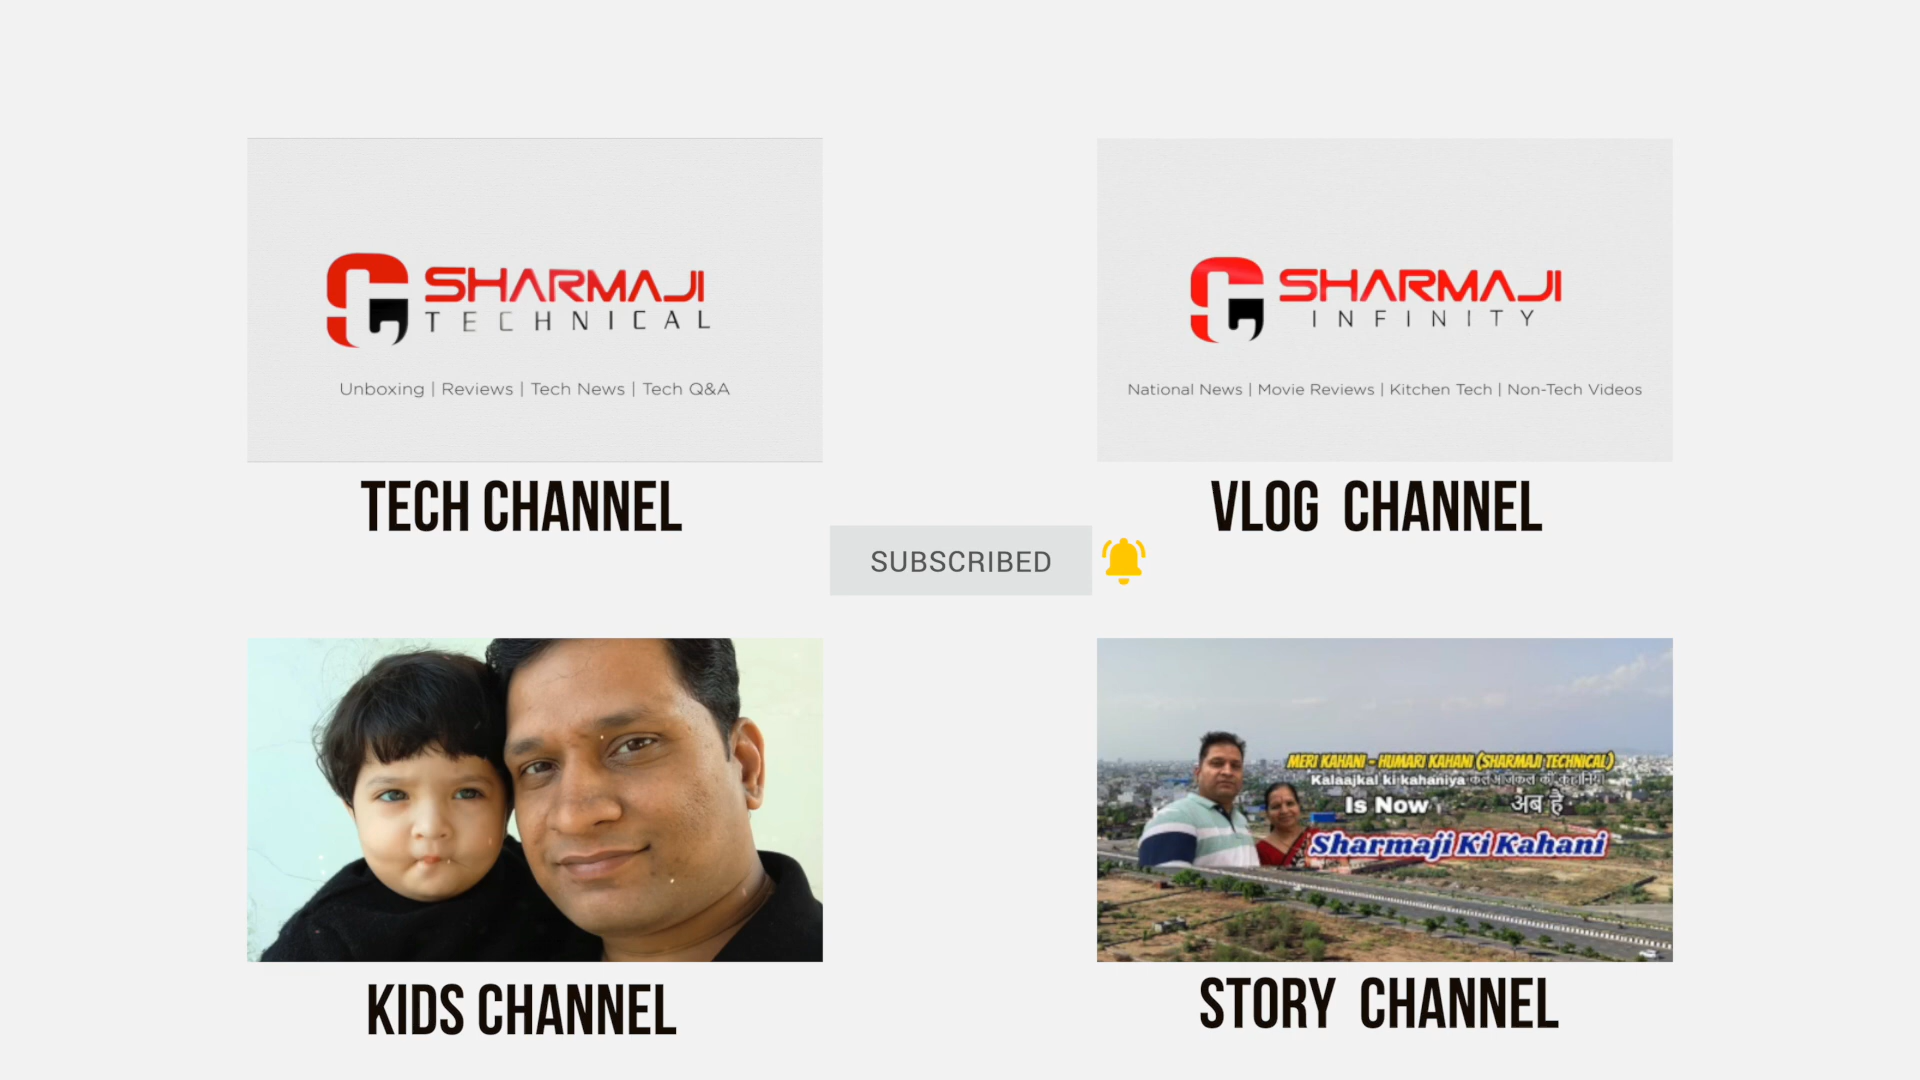 SHARMAJI
TECHNICAL
Unboxing | Reviews | Tech News | Tech Q&A
TECH CHANNEL
SHARMAJI
INFINITY
National News | Movie Reviews | Kitchen Tech | Non-Tech Videos
VLOG CHANNEL
SUBSCRIBED
KIDS CHANNEL
MERI KAHANI - HUMARI KAHANI (SHARMAJI TECHNICAL)
Kalaajkal ki kahaniya कलआजकल की कहानियां
Is Now अब है
Sharmaji Ki Kahani
STORY CHANNEL